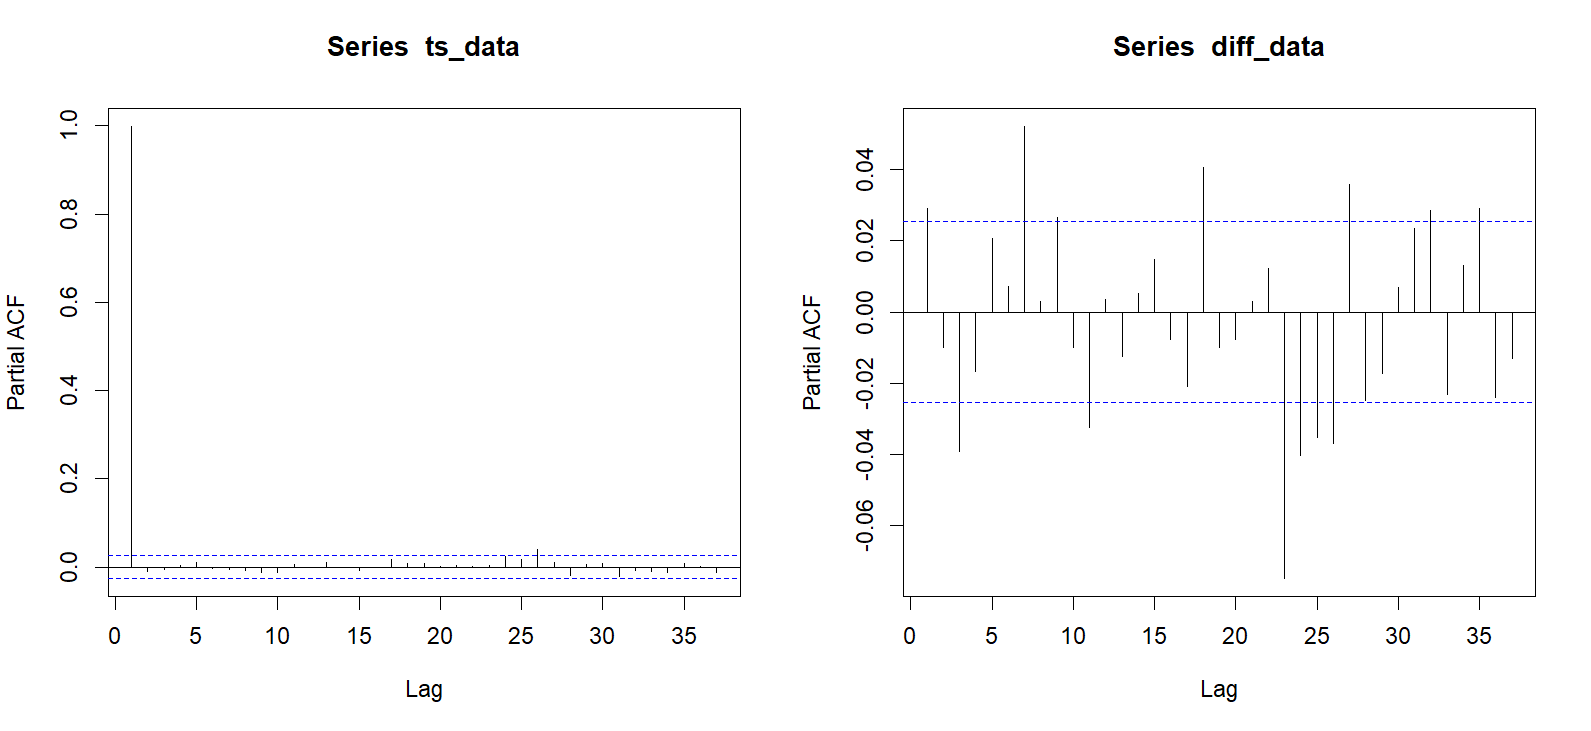 Series  ts_data
Partial ACF
1.0
0.8
0.6
0.4
0.2
0.0
0 5 10 15 20 25 30 35
Lag
Series  diff_data
Partial ACF
0.04
0.02
0.00
-0.02
-0.04
-0.06
0 5 10 15 20 25 30 35
Lag